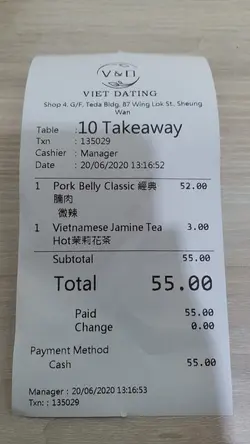 V&N
VIET DATING
Shop 4. G/F. Teda Bldg, 87 Wing Lok St. Sheung
Wan
Table : 10 Takeaway
Txn : 135029
Cashier : Manager
Date : 20/06/2020 13:16:52
1 Pork Belly Classic 經典 52.00
腩肉
微辣
1 Vietnamese Jamine Tea 3.00
Hot茉莉花茶
Subtotal 55.00
Total 55.00
Paid 55.00
Change 0.00
Payment Method
Cash 55.00
Manager : 20/06/2020 13:16:53
Txn: : 135029